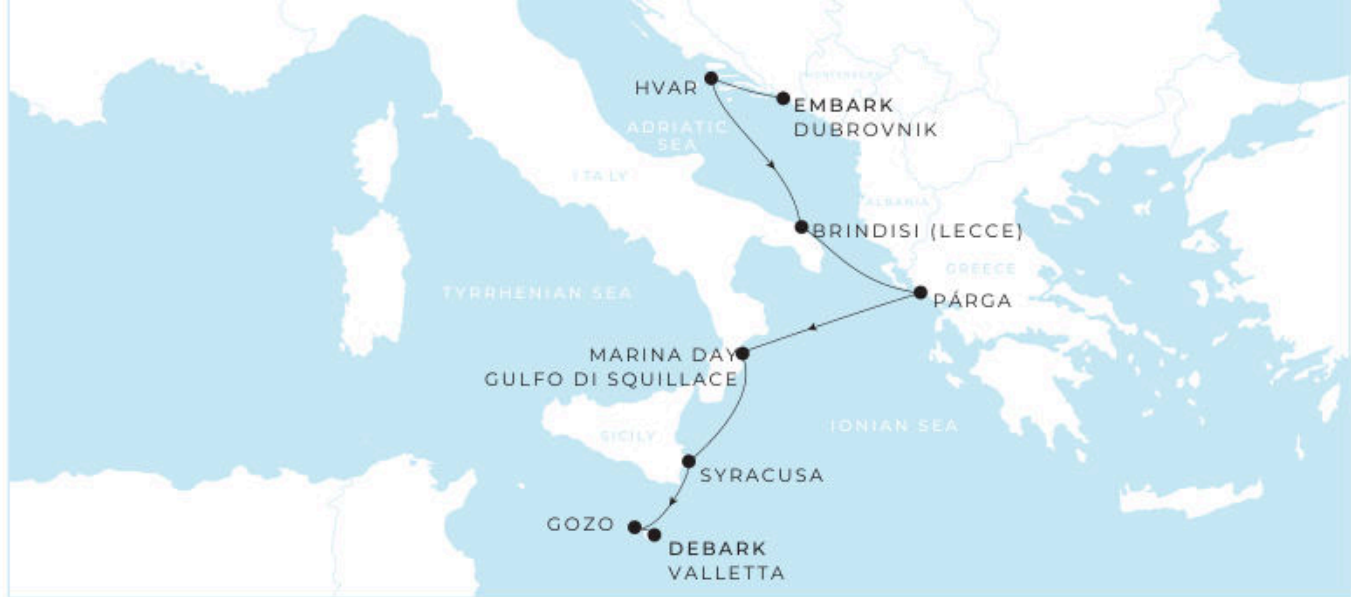 MONTENEGRO
HVAR
EMBARK
DUBROVNIK
ADRIATIC
SEA
ITALY
ALBANIA
BRINDISI (LECCE)
GREECE
TYRRHENIAN SEA
PÁRGA
MARINA DAY
GULFO DI SQUILLACE
IONIAN SEA
SICILY
SYRACUSA
GOZO
DEBARK
VALLETTA